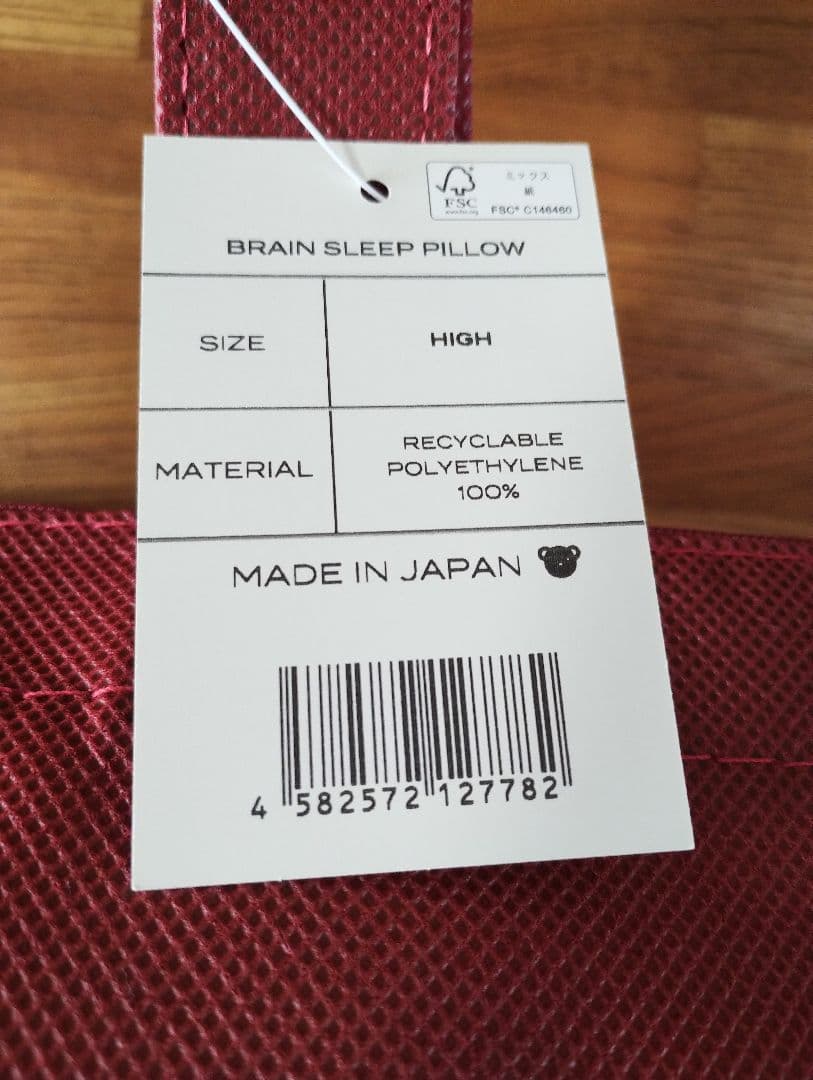 FSC
ミックス
紙
FSC® C146460
BRAIN SLEEP PILLOW
SIZE
HIGH
MATERIAL
RECYCLABLE
POLYETHYLENE
100%
MADE IN JAPAN
4 582572 127782